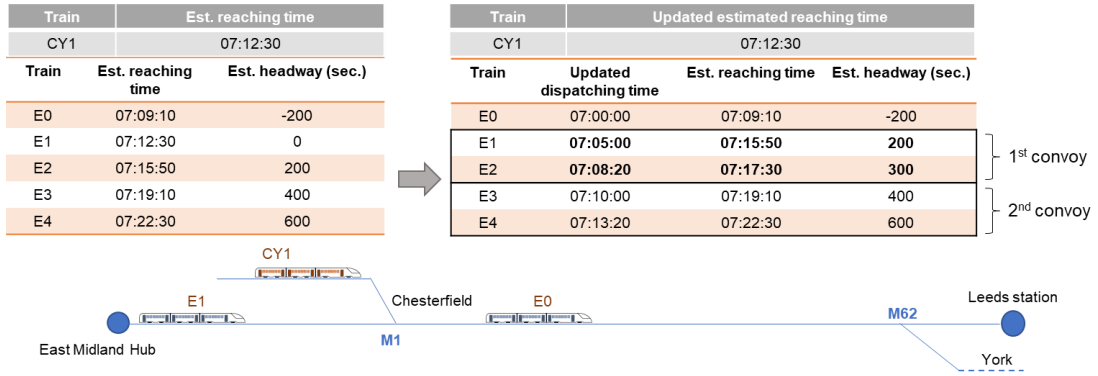 Train Est. reaching time
CY1 07:12:30
Train Est. reaching time Est. headway (sec.)
E0 07:09:10 -200
E1 07:12:30 0
E2 07:15:50 200
E3 07:19:10 400
E4 07:22:30 600
Train Updated estimated reaching time
CY1 07:12:30
Train Updated dispatching time Est. reaching time Est. headway (sec.)
E0 07:00:00 07:09:10 -200
E1 07:05:00 07:15:50 200
E2 07:08:20 07:17:30 300
E3 07:10:00 07:19:10 400
E4 07:13:20 07:22:30 600
1st convoy
2nd convoy
CY1
E1
Chesterfield
E0
Leeds station
M1
M62
East Midland Hub
York